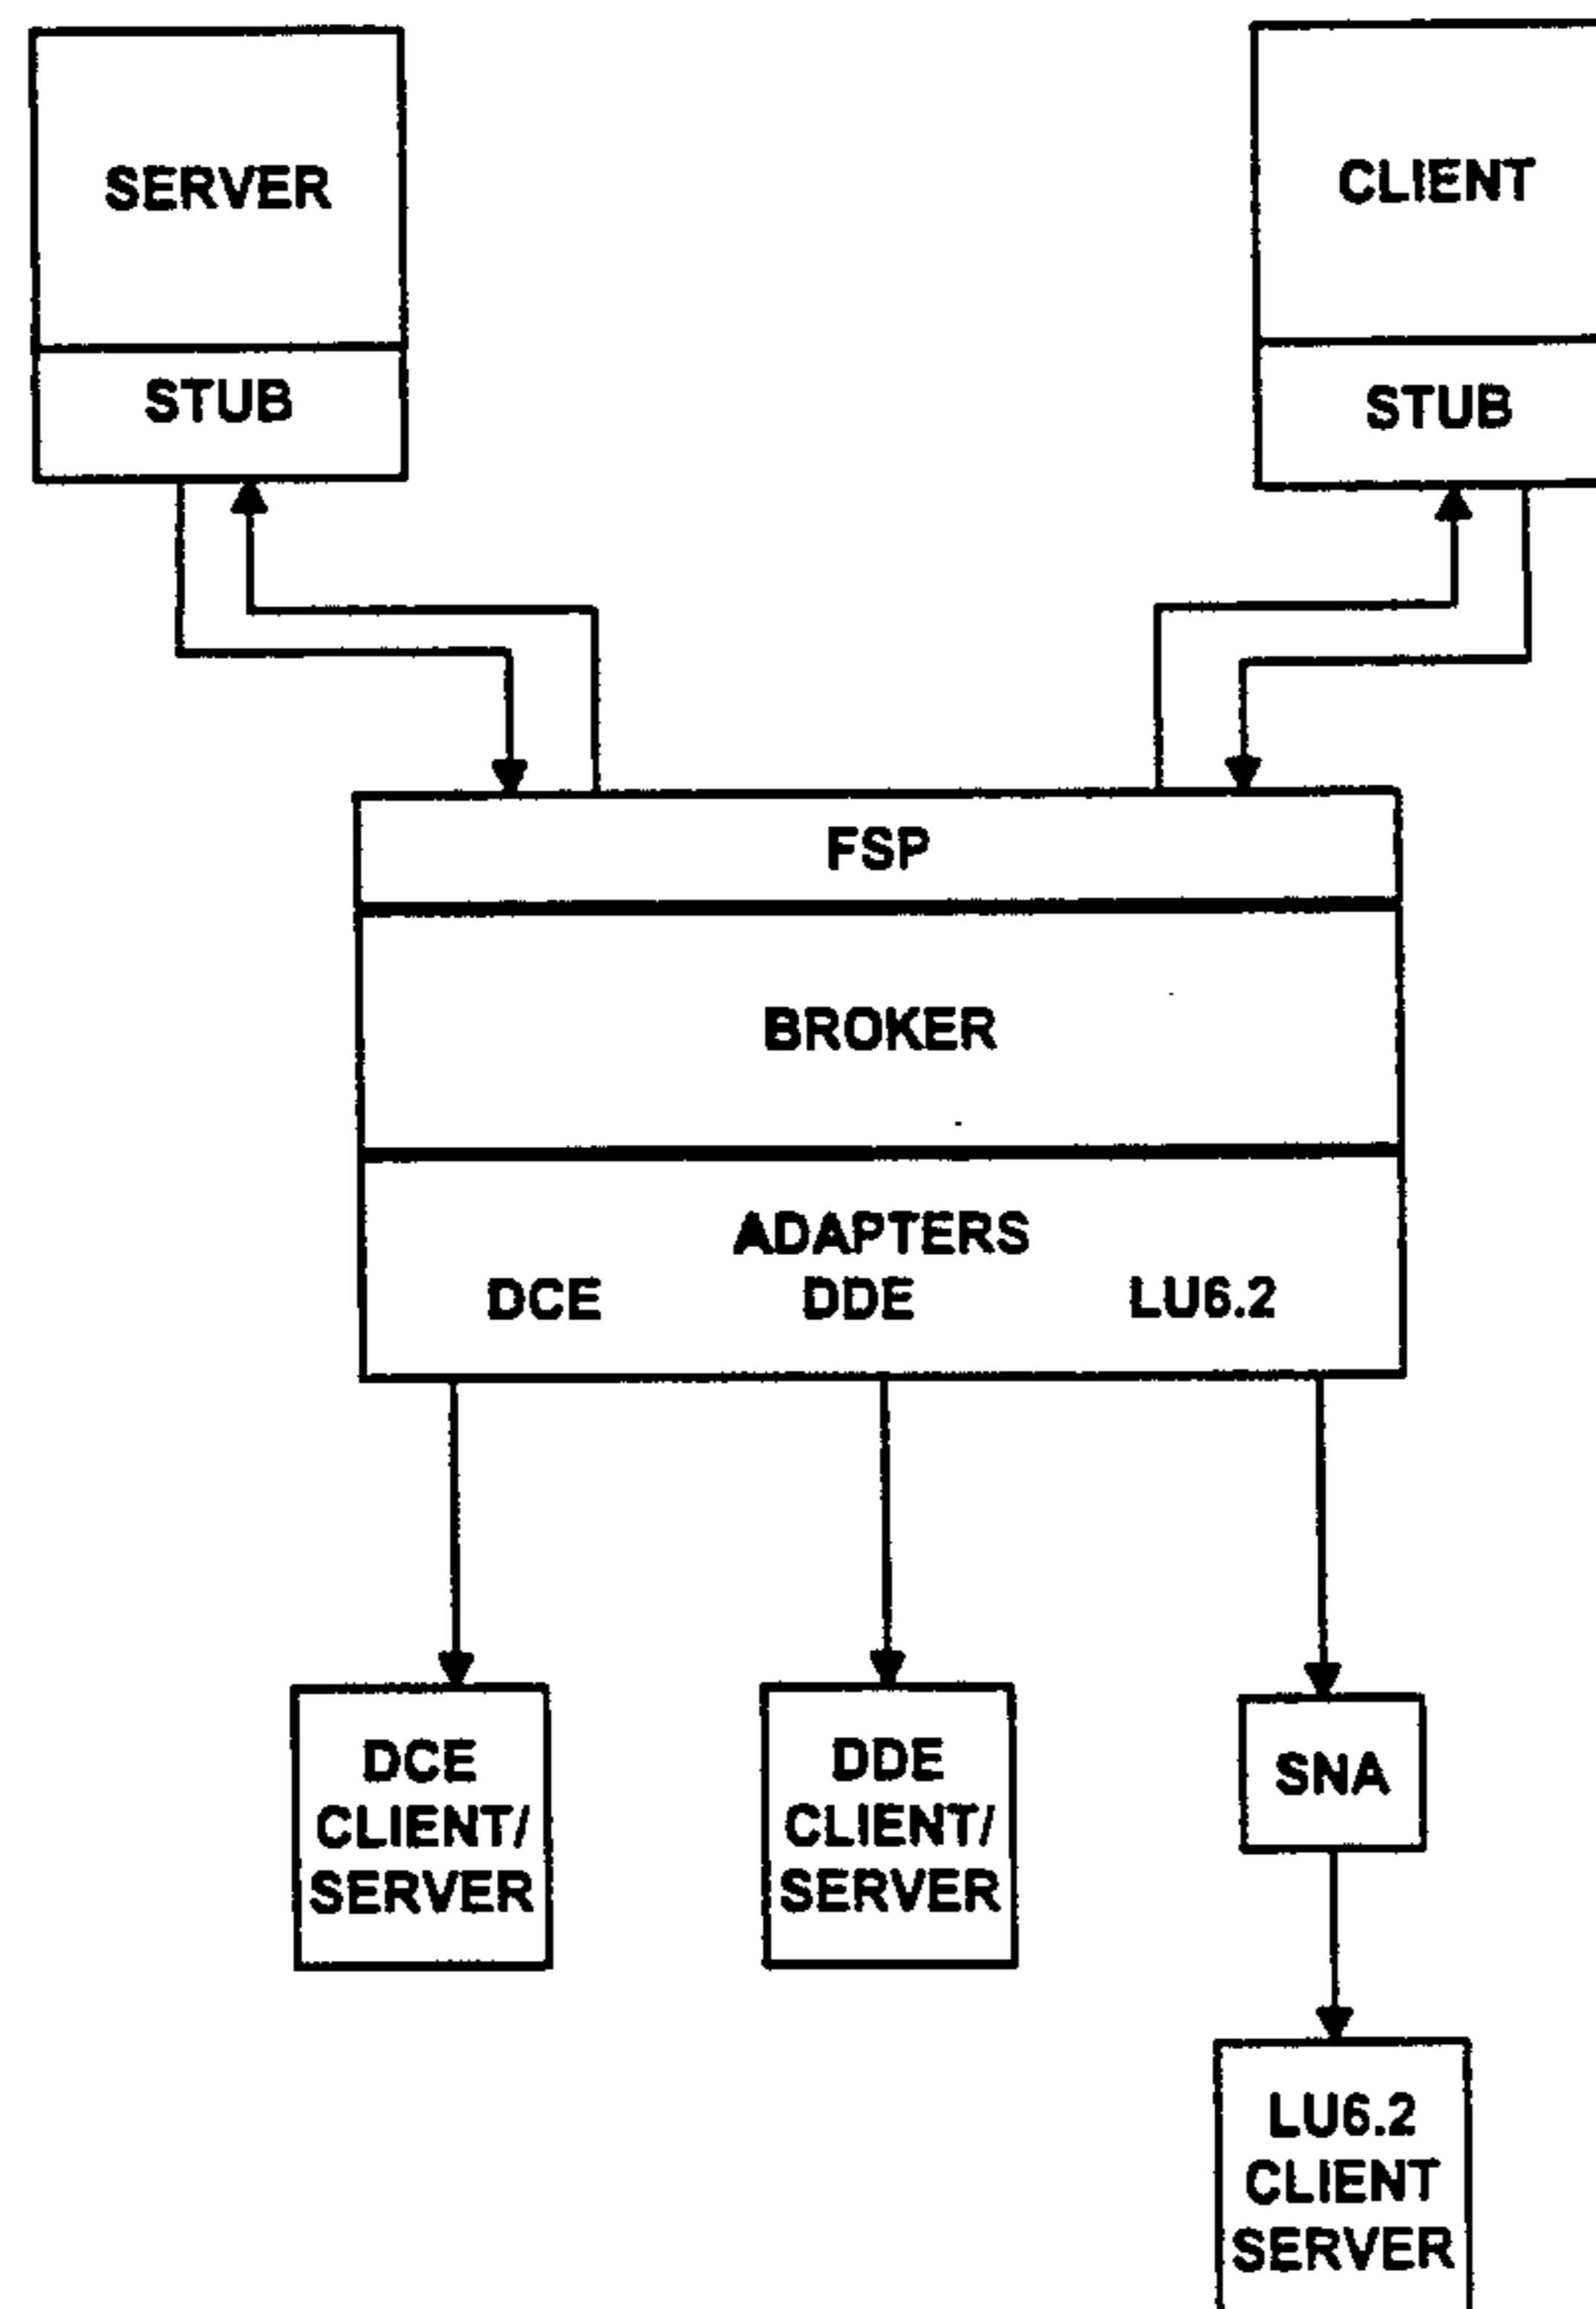 SERVER
CLIENT
STUB
STUB
FSP
BROKER
ADAPTERS
DCE DDE LU6.2
DCE
CLIENT/
SERVER
DDE
CLIENT/
SERVER
SNA
LU6.2
CLIENT
SERVER